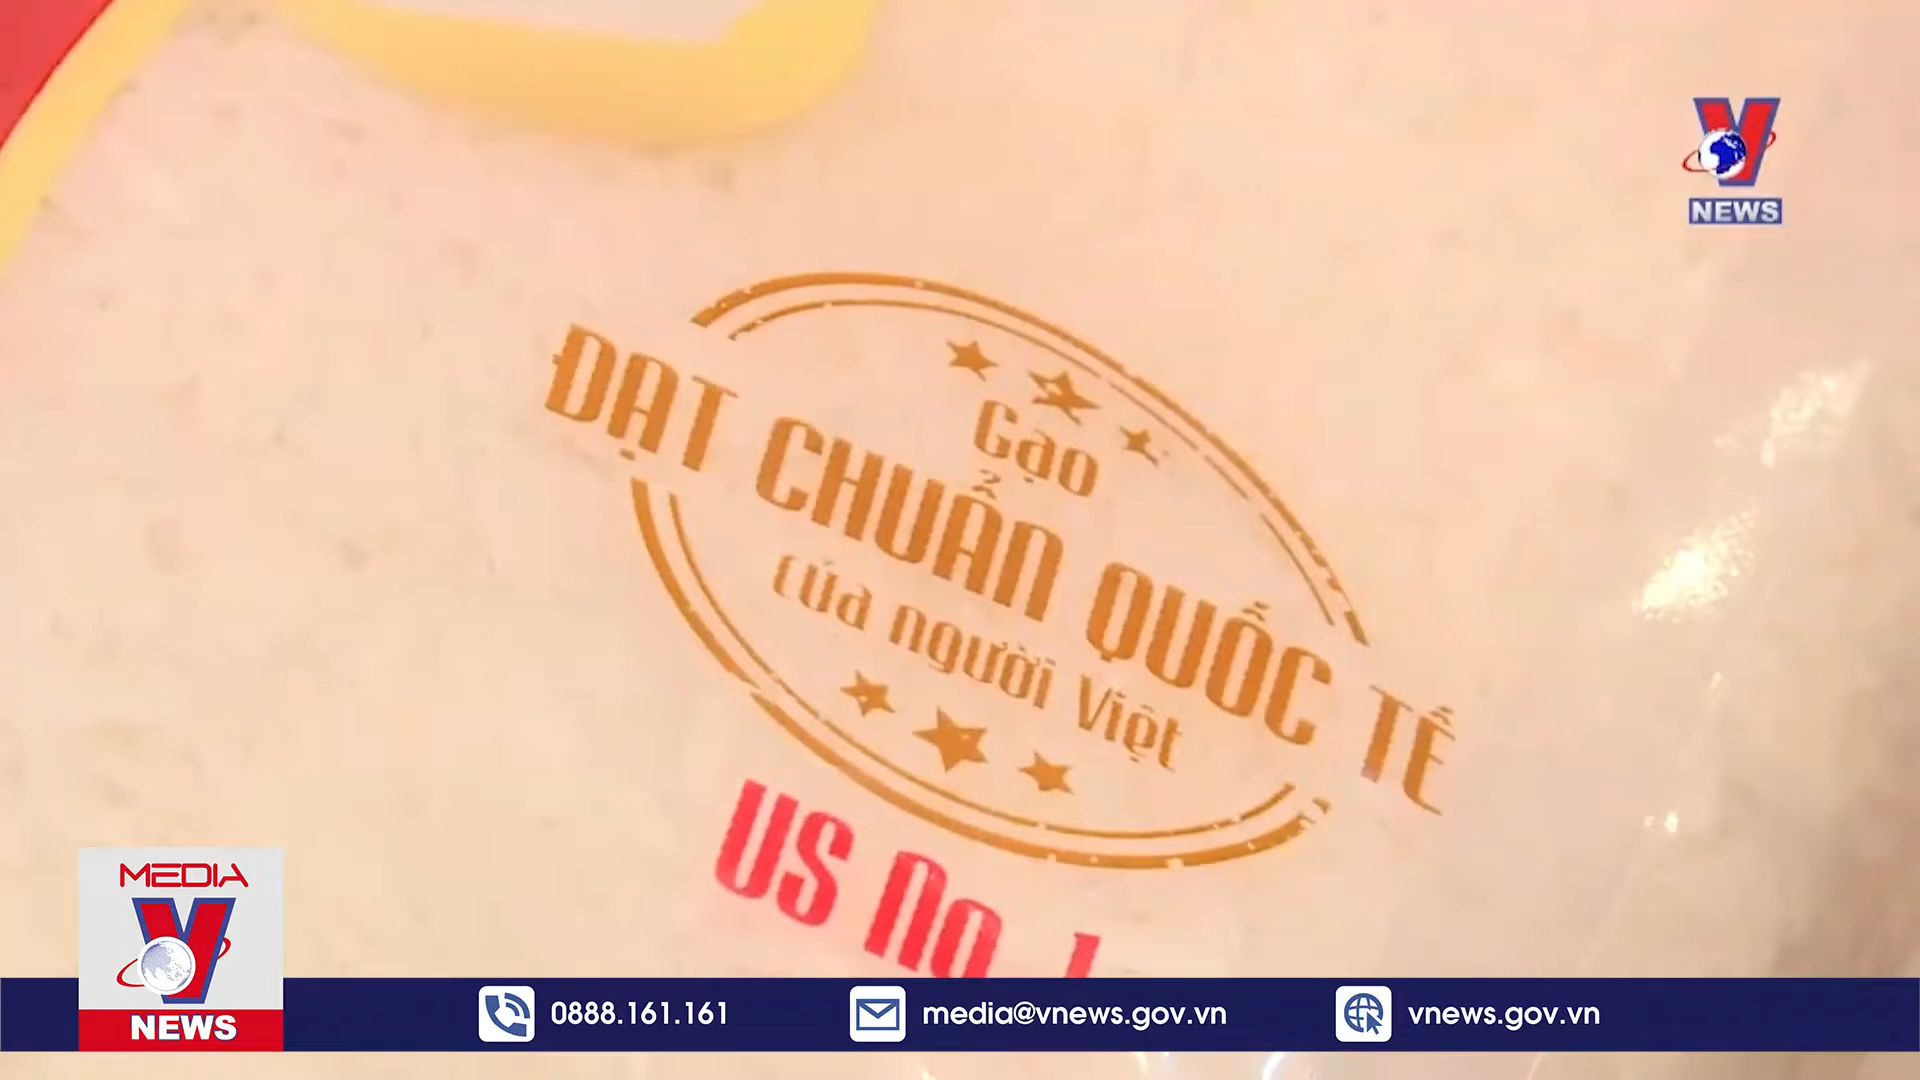 NEWS
Gạo
ĐẠT CHUẨN QUỐC TẾ
của người Việt
US No.1
MEDIA
NEWS
0888.161.161
media@vnews.gov.vn
vnews.gov.vn